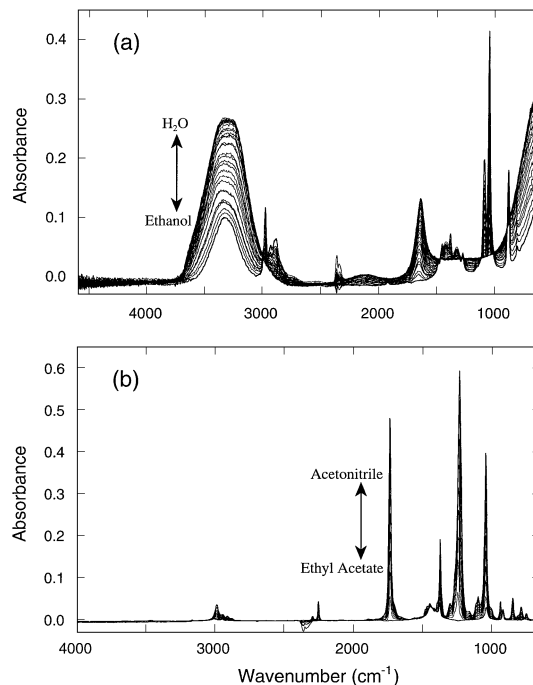 (a)
0.4
0.3
0.2
0.1
0.0
Absorbance
H₂O
Ethanol
4000 3000 2000 1000
(b)
0.6
0.5
0.4
0.3
0.2
0.1
0.0
Absorbance
Acetonitrile
Ethyl Acetate
4000 3000 2000 1000
Wavenumber (cm⁻¹)